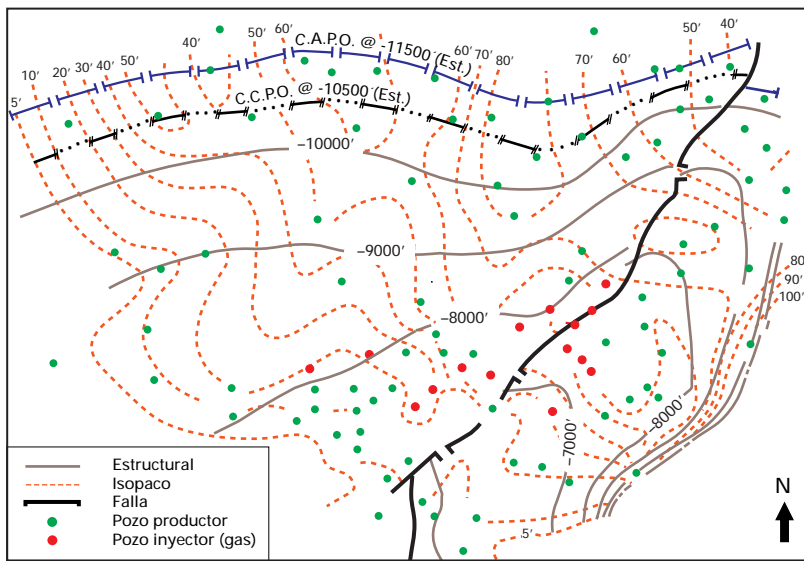 5' 10' 20' 30' 40' 50' 40' 50' 60' 60' 70' 80' 70' 60' 50' 40'
C.A.P.O. @ -11500 (Est.)
C.C.P.O. @ -10500 (Est.)
-10000'
-9000'
-8000'
80'
90'
100'
-8000'
-7000'
5'
Estructural
Isopaco
Falla
Pozo productor
Pozo inyector (gas)
N